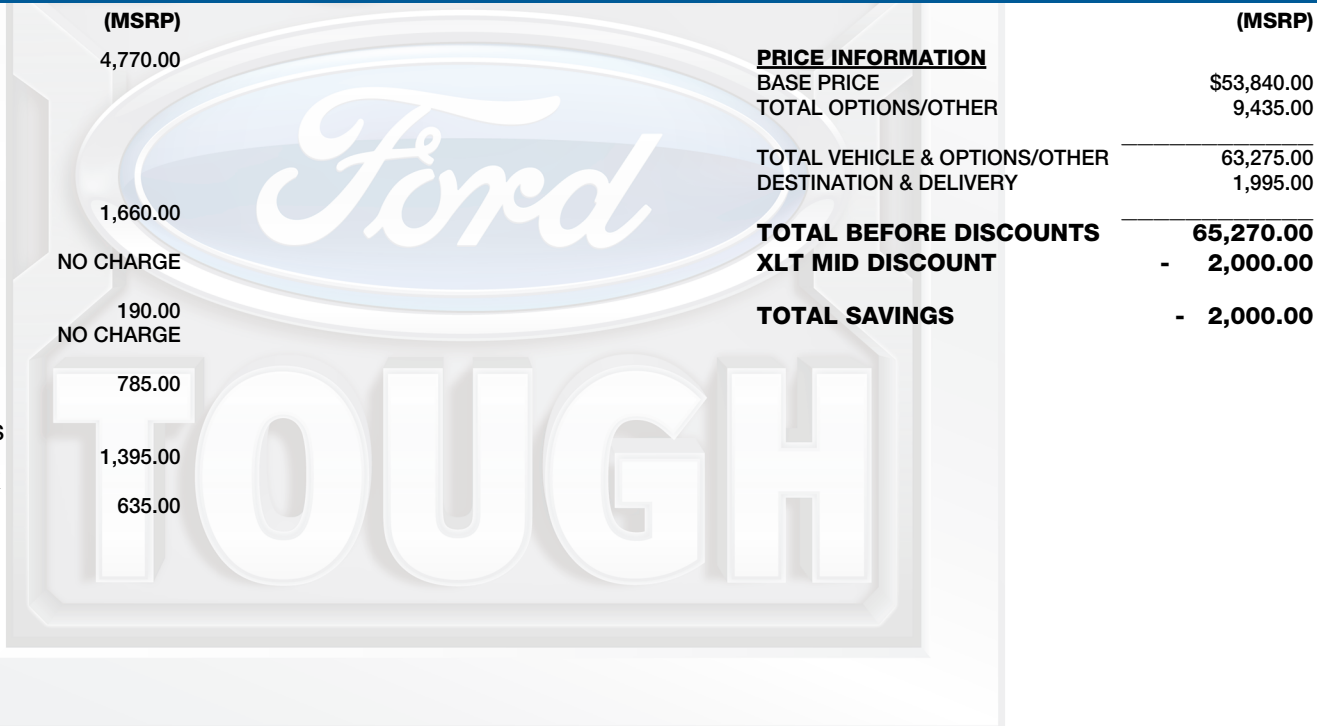 (MSRP)
4,770.00
1,660.00
NO CHARGE
190.00
NO CHARGE
785.00
S
1,395.00
635.00
(MSRP)
PRICE INFORMATION
BASE PRICE $53,840.00
TOTAL OPTIONS/OTHER 9,435.00
TOTAL VEHICLE & OPTIONS/OTHER 63,275.00
DESTINATION & DELIVERY 1,995.00
TOTAL BEFORE DISCOUNTS 65,270.00
XLT MID DISCOUNT - 2,000.00
TOTAL SAVINGS - 2,000.00
Ford
TOUGH